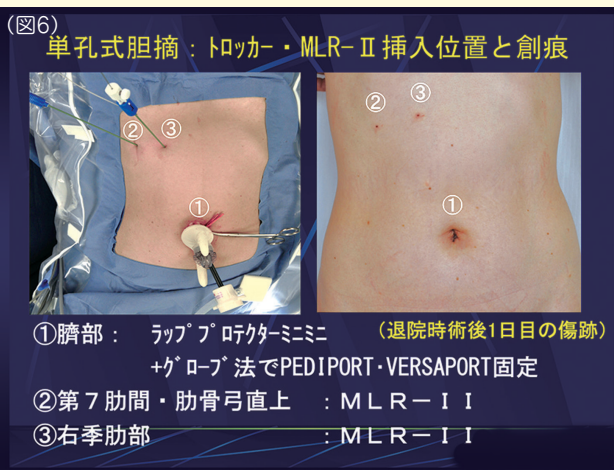 (図6)
単孔式胆摘：ﾄﾛｯｶｰ・MLR-Ⅱ挿入位置と創痕
②
③
①
②
③
①
①臍部： ﾗｯﾌﾟﾌﾟﾛﾃｸﾀｰﾐﾆﾐﾆ
(退院時術後1日目の傷跡)
+ｸﾞﾛｰﾌﾞ法でPEDIPORT･VERSAPORT固定
②第７肋間・肋骨弓直上 ：ＭＬＲ－ＩＩ
③右季肋部 ：ＭＬＲ－ＩＩ